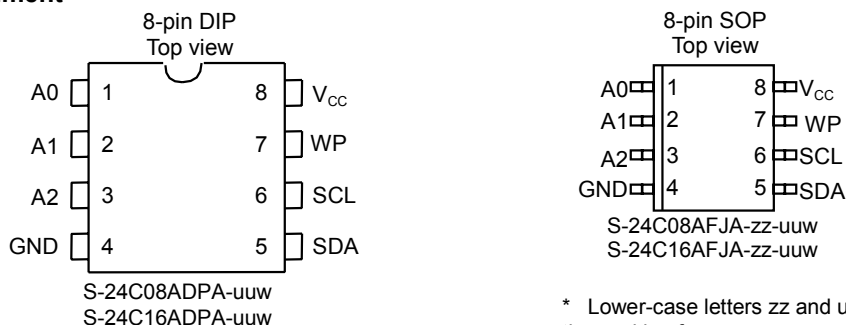 8-pin DIP
Top view
A0 1 8 VCC
A1 2 7 WP
A2 3 6 SCL
GND 4 5 SDA
S-24C08ADPA-uuw
S-24C16ADPA-uuw
8-pin SOP
Top view
A0 1 8 VCC
A1 2 7 WP
A2 3 6 SCL
GND 4 5 SDA
S-24C08AFJA-zz-uuw
S-24C16AFJA-zz-uuw
* Lower-case letters zz and u